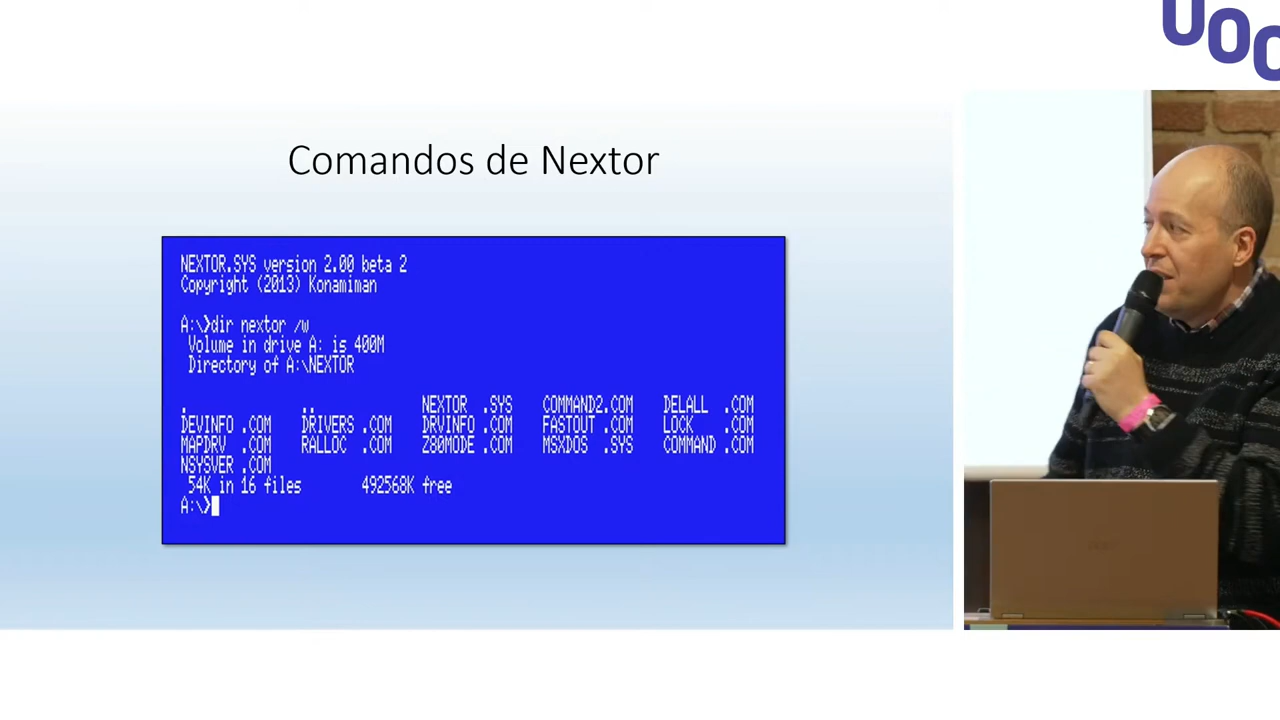 UOC
Comandos de Nextor
NEXTOR.SYS version 2.00 beta 2
Copyright (2013) Konamiman
A:\>dir nextor /w
Volume in drive A: is 400M
Directory of A:\NEXTOR
. .. NEXTOR .SYS COMMAND2.COM DELALL .COM
DEVINFO .COM DRIVERS .COM DRVINFO .COM FASTOUT .COM LOCK .COM
MAPDRV .COM RALLOC .COM Z80MODE .COM MSXDOS .SYS COMMAND .COM
NSYSVER .COM
54K in 16 files 492568K free
A:\>